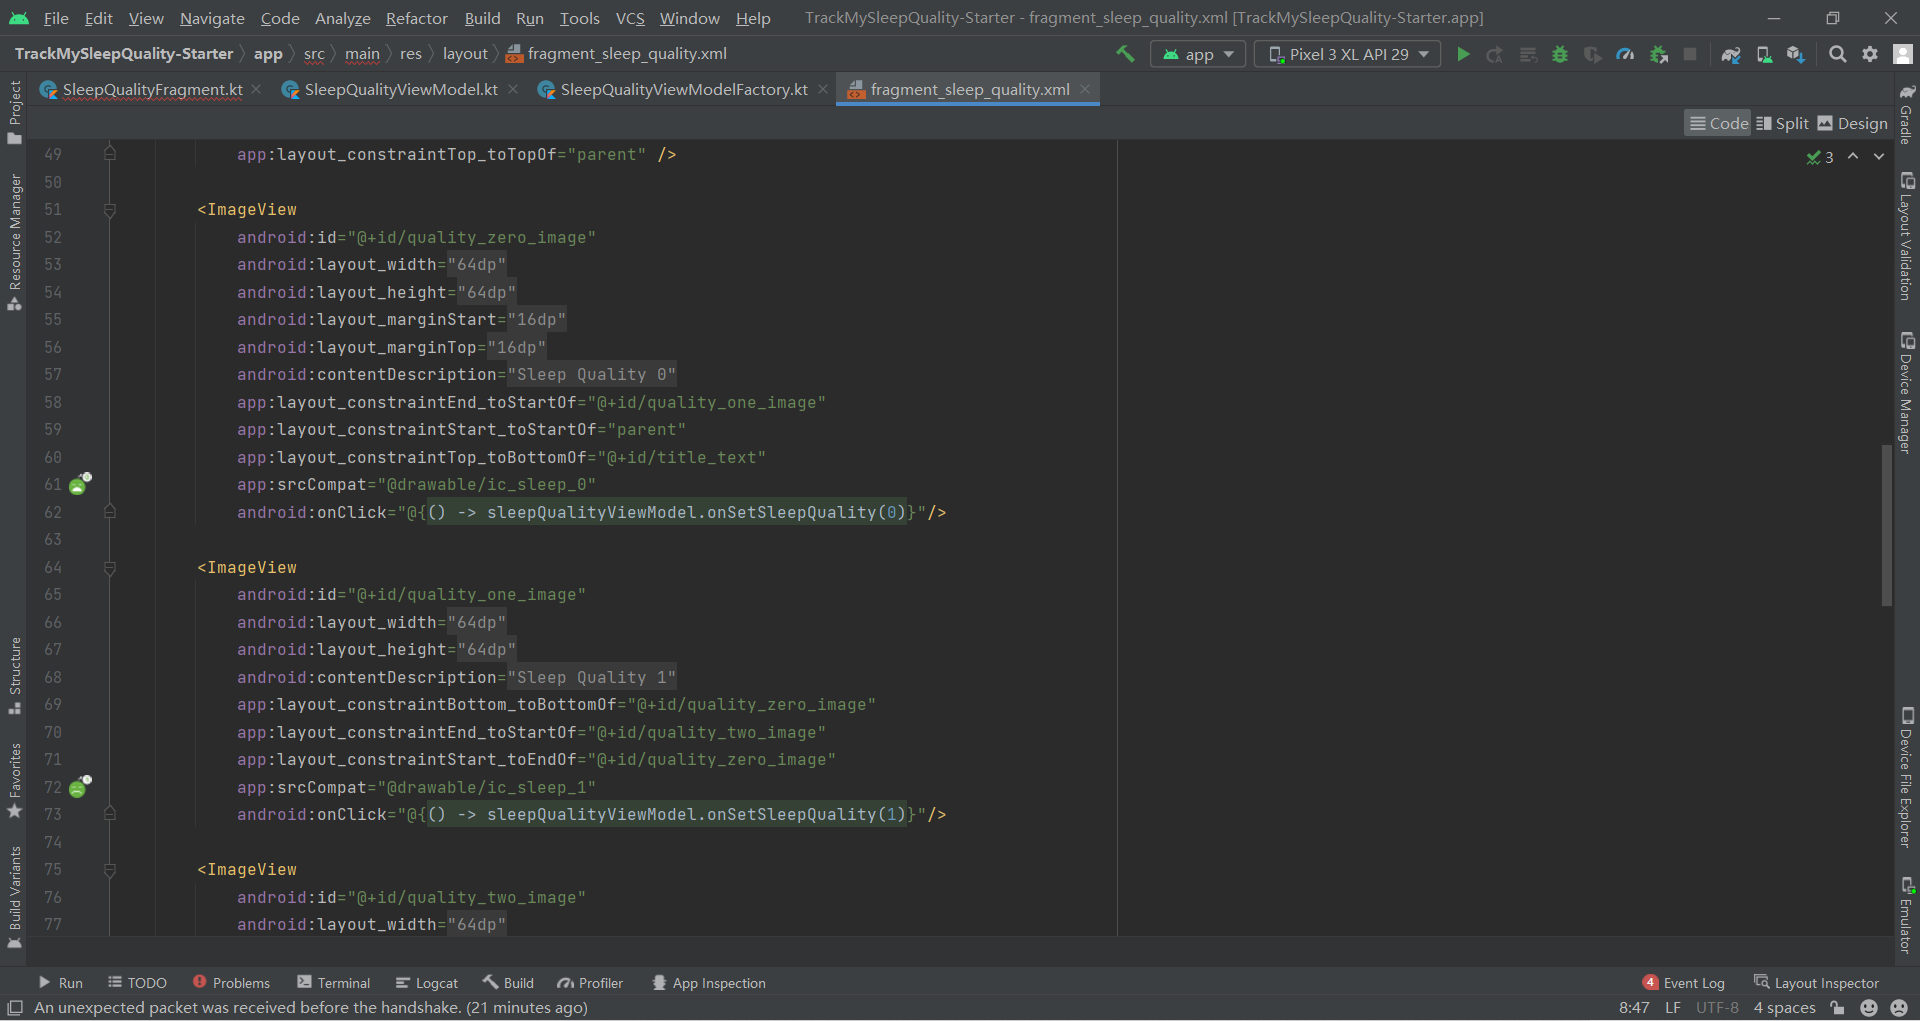 File Edit View Navigate Code Analyze Refactor Build Run Tools VCS Window Help TrackMySleepQuality-Starter - fragment_sleep_quality.xml [TrackMySleepQuality-Starter.app]
TrackMySleepQuality-Starter app src main res layout fragment_sleep_quality.xml app Pixel 3 XL API 29
SleepQualityFragment.kt SleepQualityViewModel.kt SleepQualityViewModelFactory.kt fragment_sleep_quality.xml
Code Split Design
3
49 app:layout_constraintTop_toTopOf="parent" />
50
51 <ImageView
52 android:id="@+id/quality_zero_image"
53 android:layout_width="64dp"
54 android:layout_height="64dp"
55 android:layout_marginStart="16dp"
56 android:layout_marginTop="16dp"
57 android:contentDescription="Sleep Quality 0"
58 app:layout_constraintEnd_toStartOf="@+id/quality_one_image"
59 app:layout_constraintStart_toStartOf="parent"
60 app:layout_constraintTop_toBottomOf="@+id/title_text"
61 app:srcCompat="@drawable/ic_sleep_0"
62 android:onClick="@{() -> sleepQualityViewModel.onSetSleepQuality(0)}"/>
63
64 <ImageView
65 android:id="@+id/quality_one_image"
66 android:layout_width="64dp"
67 android:layout_height="64dp"
68 android:contentDescription="Sleep Quality 1"
69 app:layout_constraintBottom_toBottomOf="@+id/quality_zero_image"
70 app:layout_constraintEnd_toStartOf="@+id/quality_two_image"
71 app:layout_constraintStart_toEndOf="@+id/quality_zero_image"
72 app:srcCompat="@drawable/ic_sleep_1"
73 android:onClick="@{() -> sleepQualityViewModel.onSetSleepQuality(1)}"/>
74
75 <ImageView
76 android:id="@+id/quality_two_image"
77 android:layout_width="64dp"
Project
Resource Manager
Structure
Favorites
Build Variants
Gradle
Layout Validation
Device Manager
Device File Explorer
Emulator
Run TODO Problems Terminal Logcat Build Profiler App Inspection 4 Event Log Layout Inspector
An unexpected packet was received before the handshake. (21 minutes ago) 8:47 LF UTF-8 4 spaces